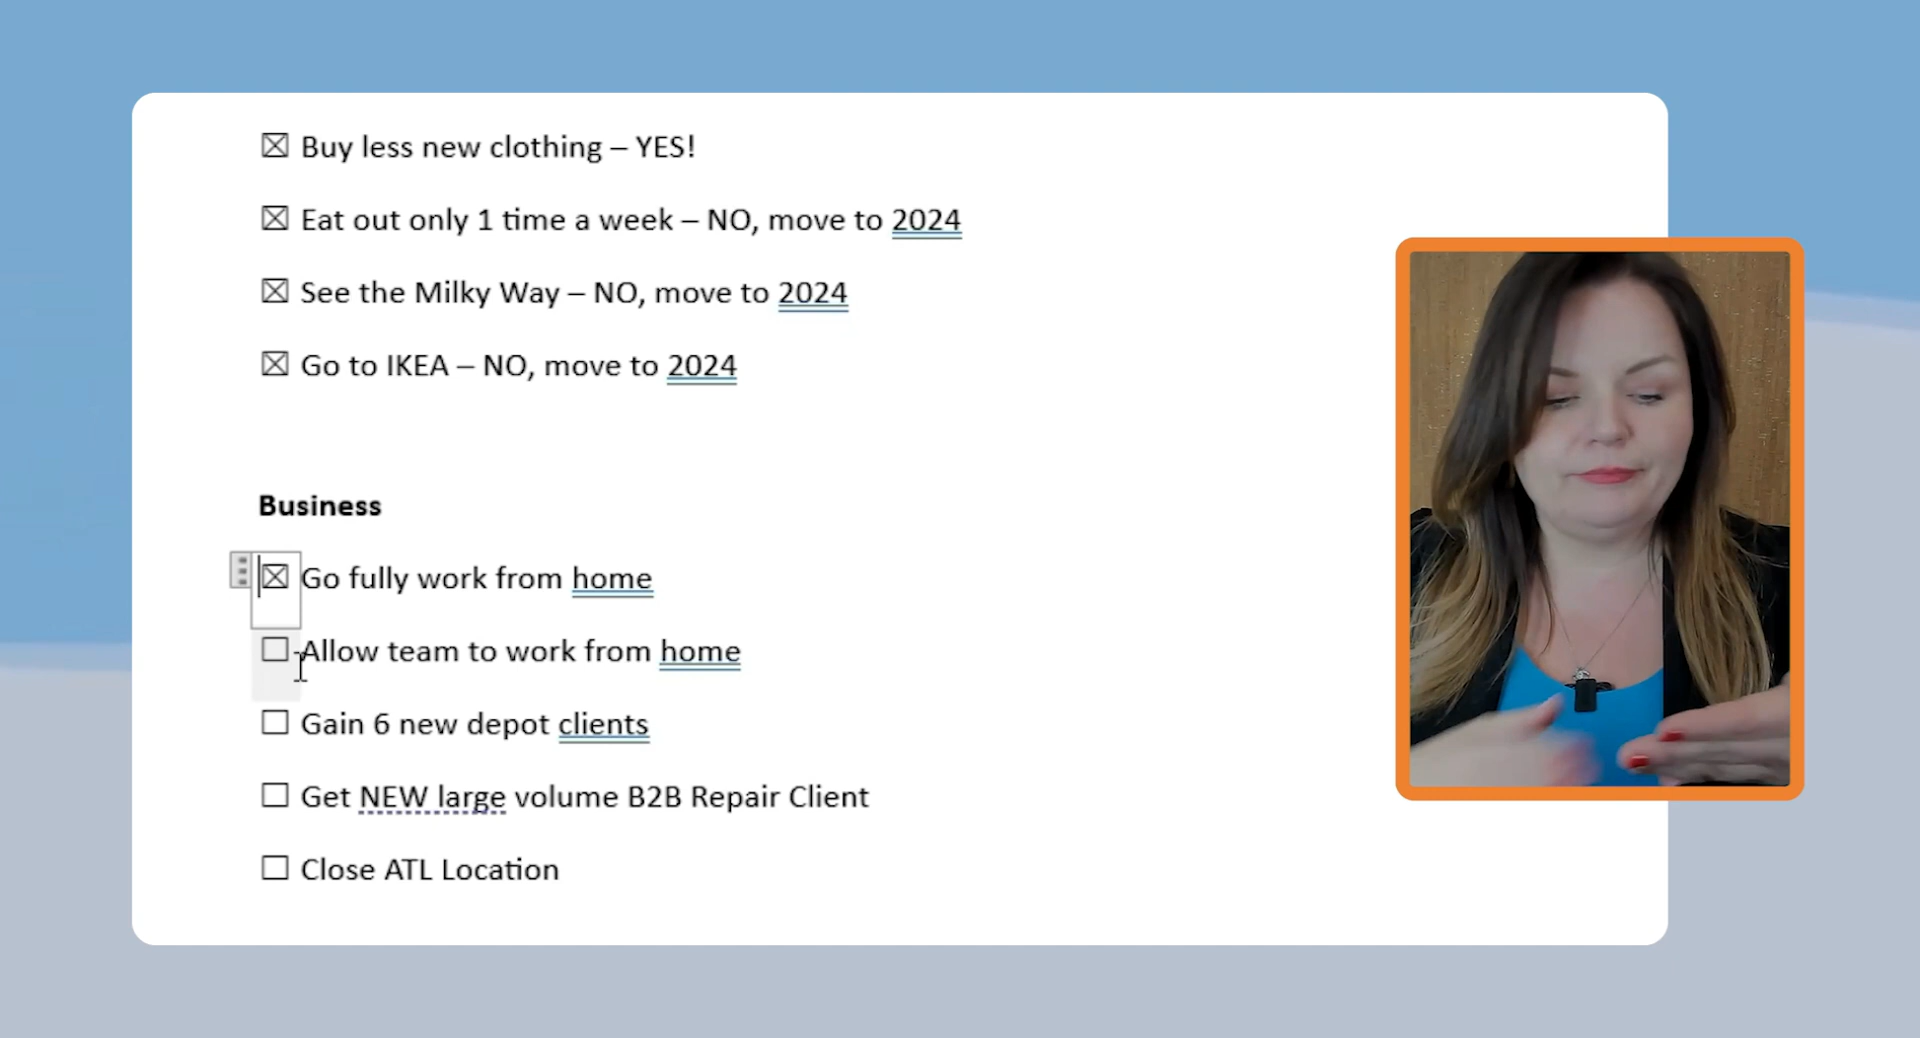 ☒ Buy less new clothing – YES!
☒ Eat out only 1 time a week – NO, move to 2024
☒ See the Milky Way – NO, move to 2024
☒ Go to IKEA – NO, move to 2024
Business
☒ Go fully work from home
☐ Allow team to work from home
☐ Gain 6 new depot clients
☐ Get NEW large volume B2B Repair Client
☐ Close ATL Location